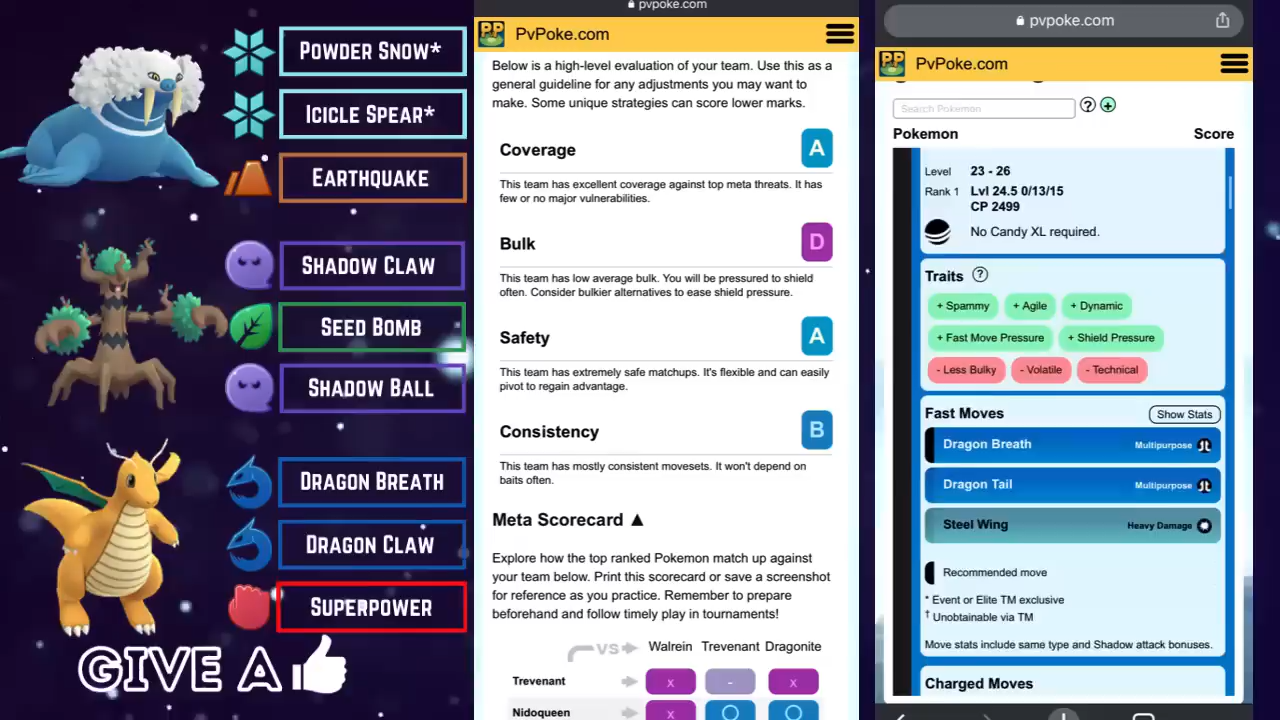 POWDER SNOW*
ICICLE SPEAR*
EARTHQUAKE
SHADOW CLAW
SEED BOMB
SHADOW BALL
DRAGON BREATH
DRAGON CLAW
SUPERPOWER
GIVE A
pvpoke.com
PP
PvPoke.com
Below is a high-level evaluation of your team. Use this as a
general guideline for any adjustments you may want to
make. Some unique strategies can score lower marks.
Coverage
A
This team has excellent coverage against top meta threats. It has
few or no major vulnerabilities.
Bulk
D
This team has low average bulk. You will be pressured to shield
often. Consider bulkier alternatives to ease shield pressure.
Safety
A
This team has extremely safe matchups. It's flexible and can easily
pivot to regain advantage.
Consistency
B
This team has mostly consistent movesets. It won't depend on
baits often.
Meta Scorecard ▲
Explore how the top ranked Pokemon match up against
your team below. Print this scorecard or save a screenshot
for reference as you practice. Remember to prepare
beforehand and follow timely play in tournaments!
VS Walrein Trevenant Dragonite
Trevenant x - x
Nidoqueen x O O
pvpoke.com
PP
PvPoke.com
Search Pokemon ? +
Pokemon Score
Level 23 - 26
Rank 1 Lvl 24.5 0/13/15
CP 2499
No Candy XL required.
Traits ?
+ Spammy + Agile + Dynamic
+ Fast Move Pressure + Shield Pressure
- Less Bulky - Volatile - Technical
Fast Moves Show Stats
Dragon Breath Multipurpose
Dragon Tail Multipurpose
Steel Wing Heavy Damage
Recommended move
* Event or Elite TM exclusive
† Unobtainable via TM
Move stats include same type and Shadow attack bonuses.
Charged Moves